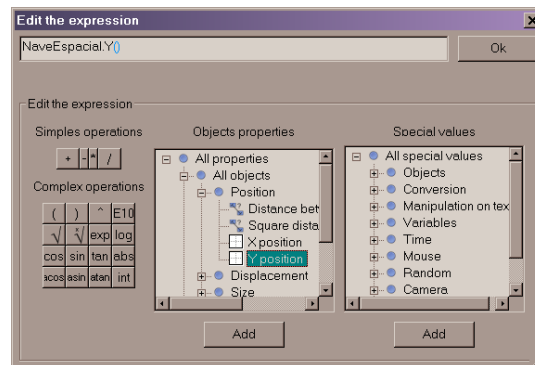 Edit the expression
NaveEspacial.Y()
Ok
Edit the expression
Simples operations
+ - * /
Complex operations
( ) ^ E10
√ ˣ√ exp log
cos sin tan abs
acos asin atan int
Objects properties
All properties
All objects
Position
Distance bet
Square dista
X position
Y position
Displacement
Size
Add
Special values
All special values
Objects
Conversion
Manipulation on tex
Variables
Time
Mouse
Random
Camera
Add